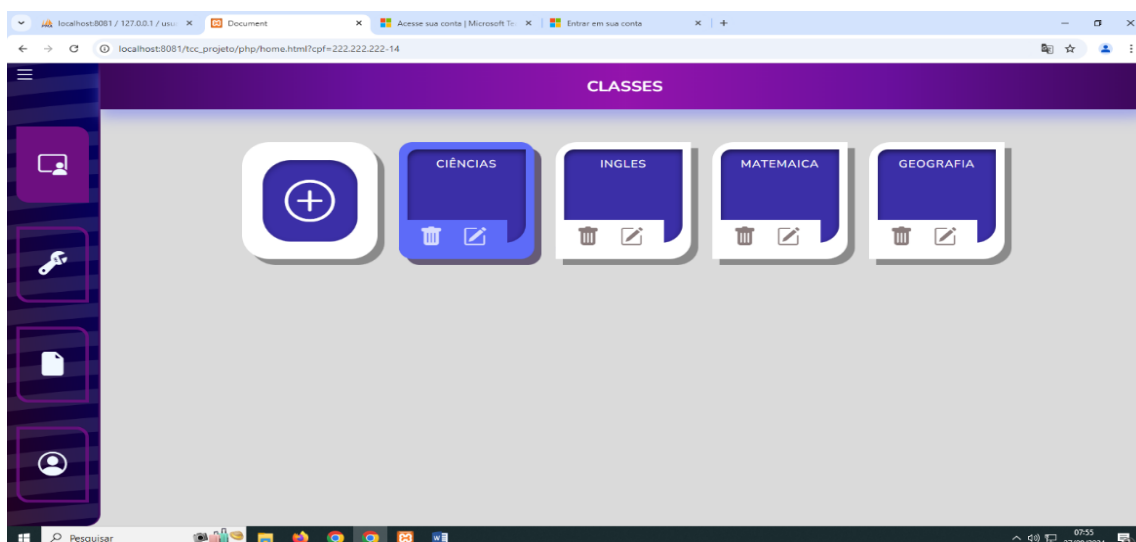 localhost:8081 / 127.0.0.1 / usu
Document
Acesse sua conta | Microsoft Te
Entrar em sua conta
localhost:8081/tcc_projeto/php/home.html?cpf=222.222.222-14
CLASSES
CIÊNCIAS
INGLES
MATEMAICA
GEOGRAFIA
Pesquisar
07:55